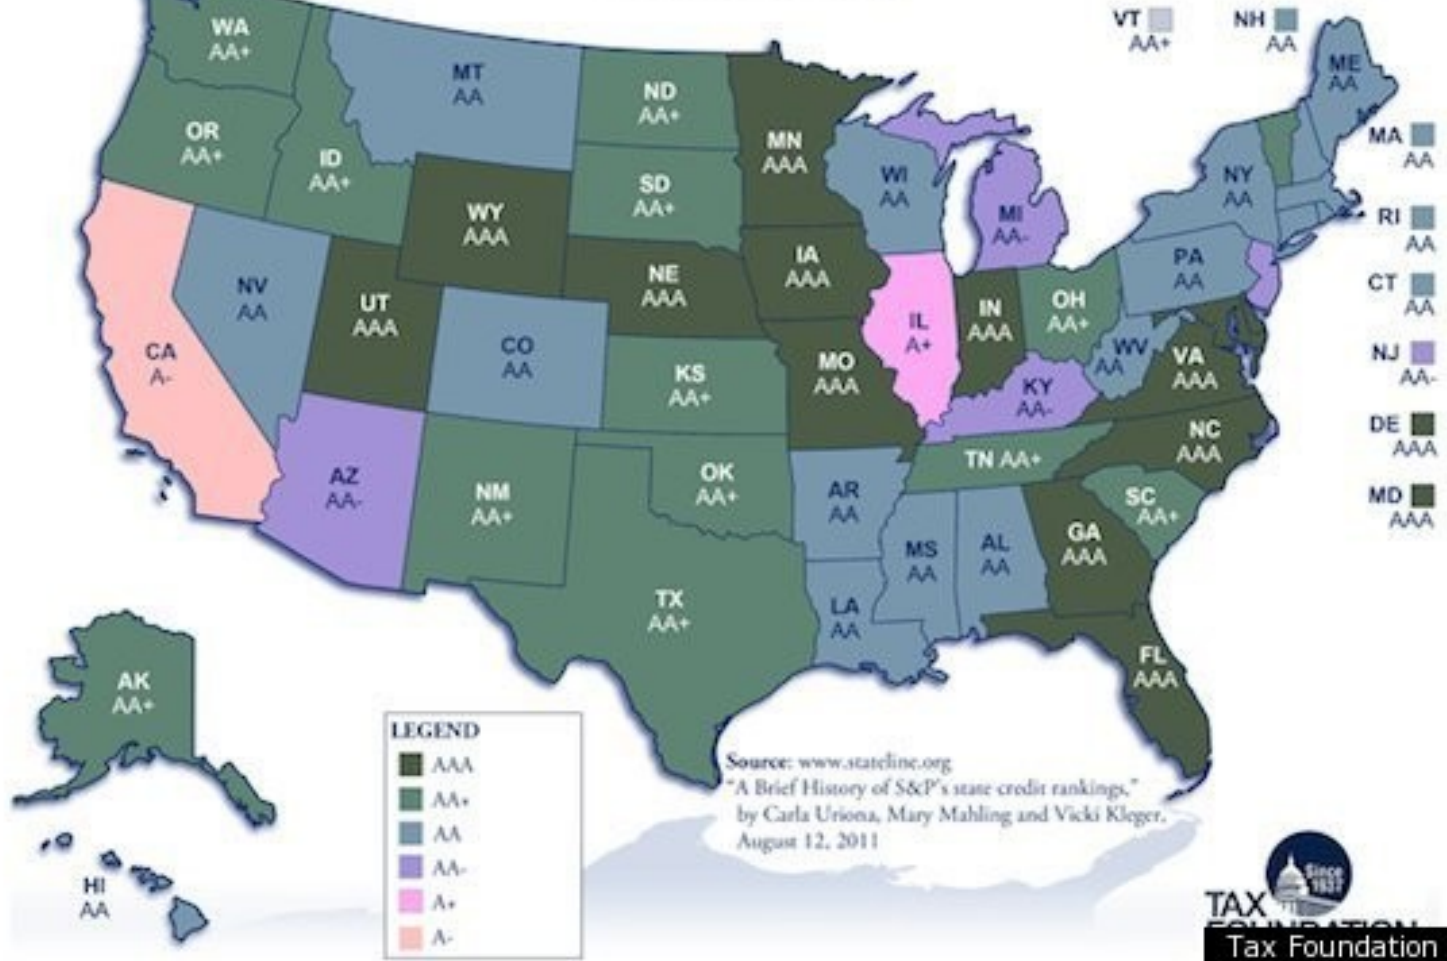 VT
AA+
NH
AA
WA
AA+
MT
AA
ND
AA+
MN
AAA
ME
AA
OR
AA+
ID
AA+
SD
AA+
WI
AA
MI
AA-
NY
AA
MA
AA
WY
AAA
IA
AAA
NE
AAA
RI
AA
NV
AA
UT
AAA
CO
AA
IL
A+
IN
AAA
OH
AA+
PA
AA
CT
AA
CA
A-
KS
AA+
MO
AAA
KY
AA-
WV
AA
VA
AAA
NJ
AA-
AZ
AA-
NM
AA+
OK
AA+
AR
AA
TN AA+
NC
AAA
DE
AAA
SC
AA+
MD
AAA
TX
AA+
LA
AA
MS
AA
AL
AA
GA
AAA
FL
AAA
AK
AA+
HI
AA
LEGEND
AAA
AA+
AA
AA-
A+
A-
Source: www.stateline.org
"A Brief History of S&P's state credit rankings,"
by Carla Uriona, Mary Mahling and Vicki Kleger,
August 12, 2011
Since
1937
TAX
FOUNDATION
Tax Foundation